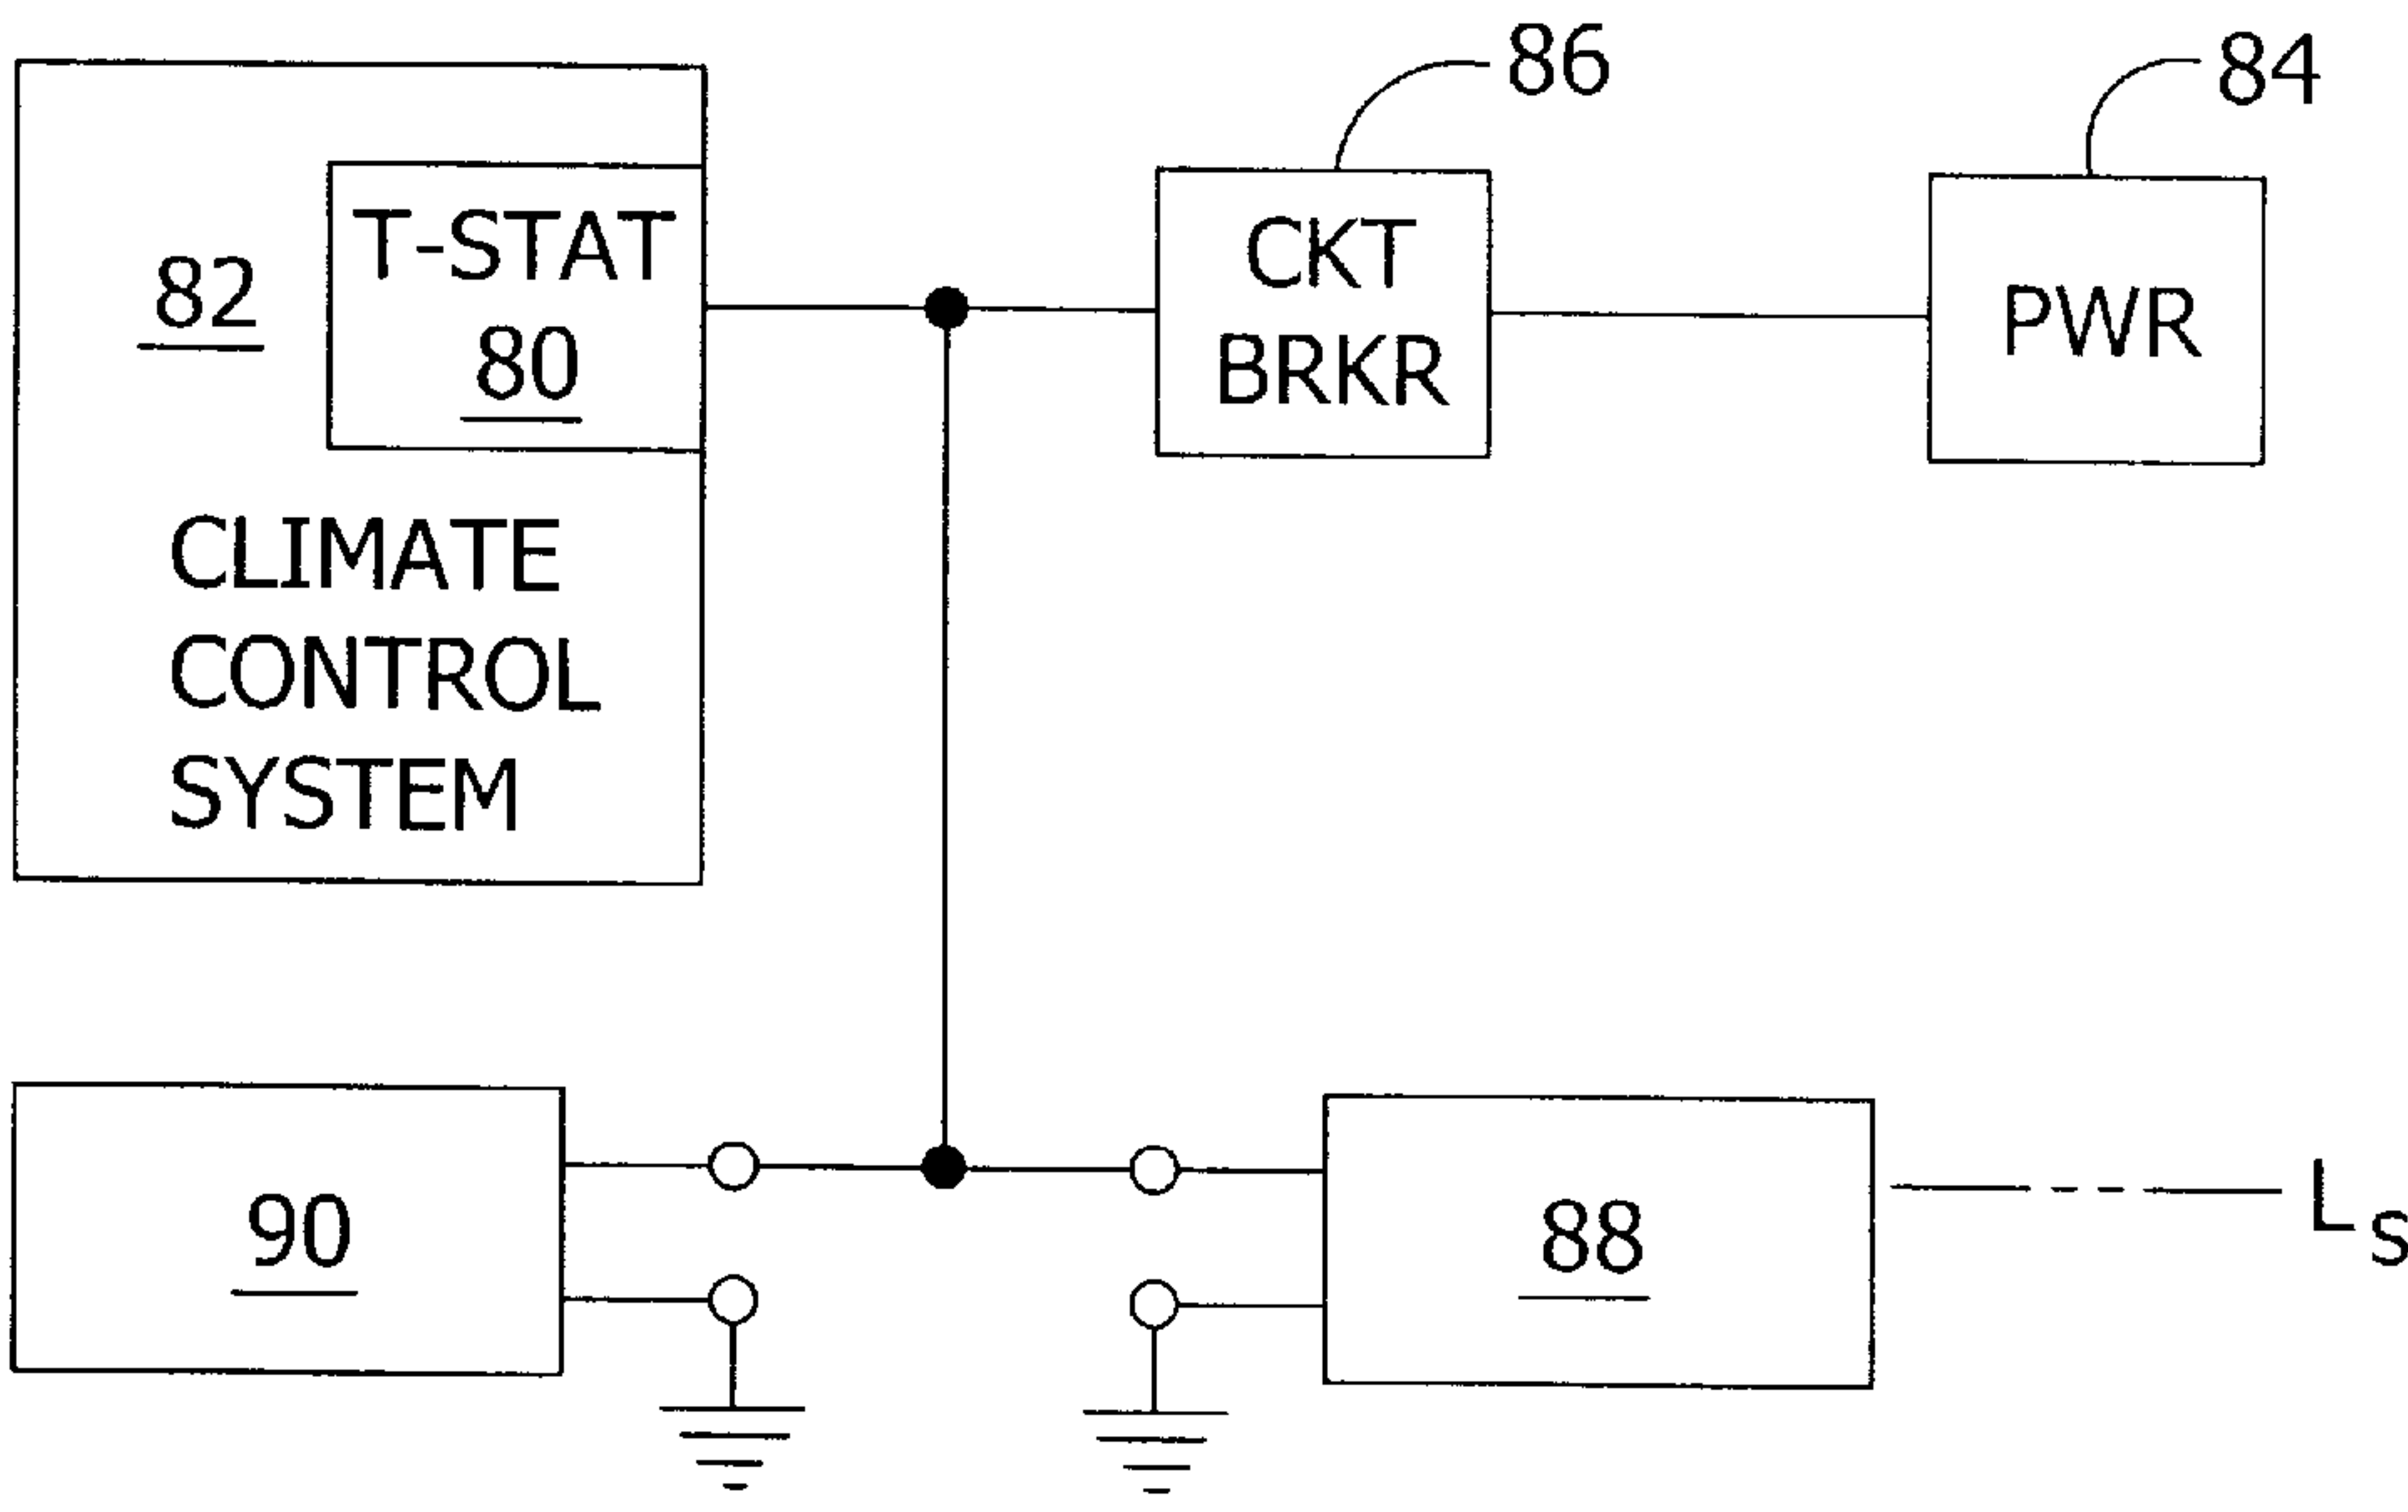 86
84
T-STAT
80
82
CLIMATE
CONTROL
SYSTEM
CKT
BRKR
PWR
90
88
LS